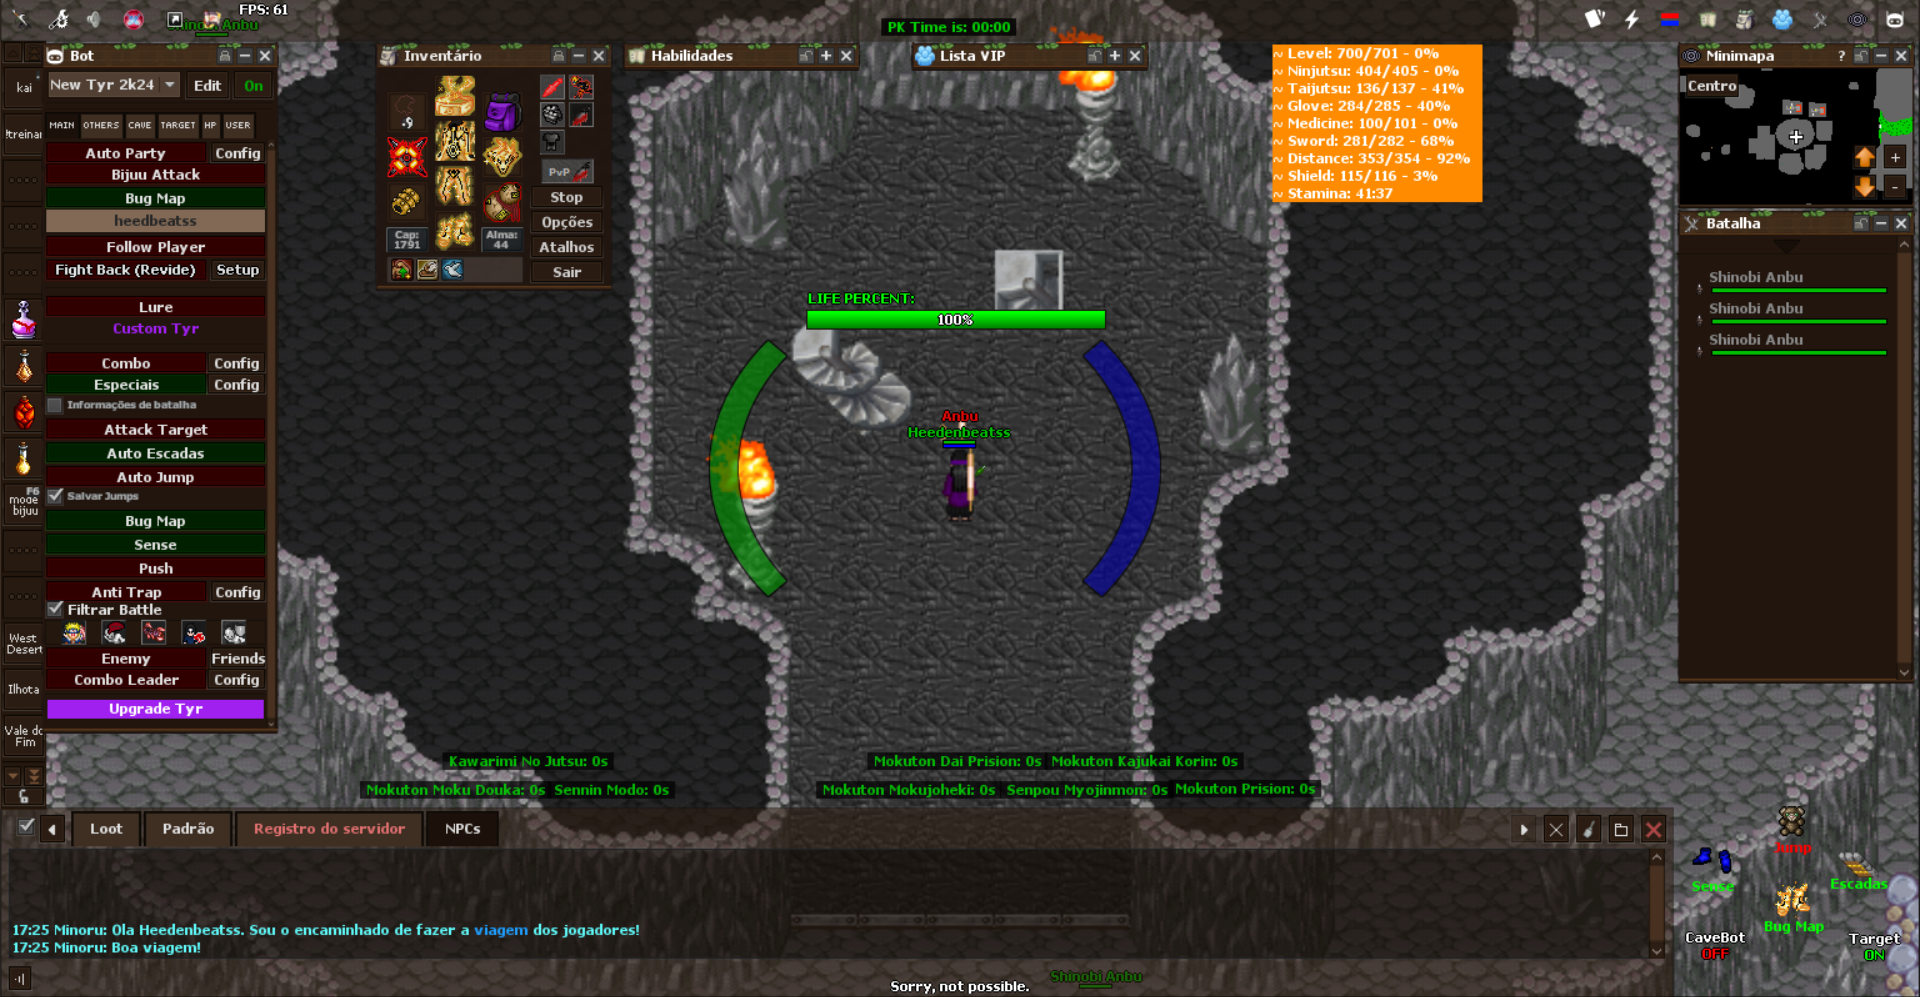 FPS: 61
Shinobi Anbu
PK Time is: 00:00
Bot
New Tyr 2k24
Edit
On
MAIN OTHERS CAVE TARGET HP USER
Auto Party
Config
Bijuu Attack
Bug Map
heedbeatss
Follow Player
Fight Back (Revide)
Setup
Lure
Custom Tyr
Combo
Config
Especiais
Config
Informações de batalha
Attack Target
Auto Escadas
Auto Jump
Salvar Jumps
Bug Map
Sense
Push
Anti Trap
Config
Filtrar Battle
Enemy
Friends
Combo Leader
Config
Upgrade Tyr
kai
!treinar
F6
mode
bijuu
West
Desert
Ilhota
Vale do
Fim
Inventário
Cap:
1791
Alma:
44
PvP
Stop
Opções
Atalhos
Sair
Habilidades
Lista VIP
~ Level: 700/701 - 0%
~ Ninjutsu: 404/405 - 0%
~ Taijutsu: 136/137 - 41%
~ Glove: 284/285 - 40%
~ Medicine: 100/101 - 0%
~ Sword: 281/282 - 68%
~ Distance: 353/354 - 92%
~ Shield: 115/116 - 3%
~ Stamina: 41:37
Minimapa
?
Centro
+
-
Batalha
Shinobi Anbu
Shinobi Anbu
Shinobi Anbu
LIFE PERCENT:
100%
Anbu
Heedenbeatss
Kawarimi No Jutsu: 0s
Mokuton Dai Prision: 0s
Mokuton Kajukai Korin: 0s
Mokuton Moku Douka: 0s
Sennin Modo: 0s
Mokuton Mokujoheki: 0s
Senpou Myojinmon: 0s
Mokuton Prision: 0s
Loot
Padrão
Registro do servidor
NPCs
17:25 Minoru: Ola Heedenbeatss. Sou o encaminhado de fazer a viagem dos jogadores!
17:25 Minoru: Boa viagem!
Jump
Sense
Escadas
Bug Map
CaveBot
OFF
Target
ON
Shinobi Anbu
Sorry, not possible.